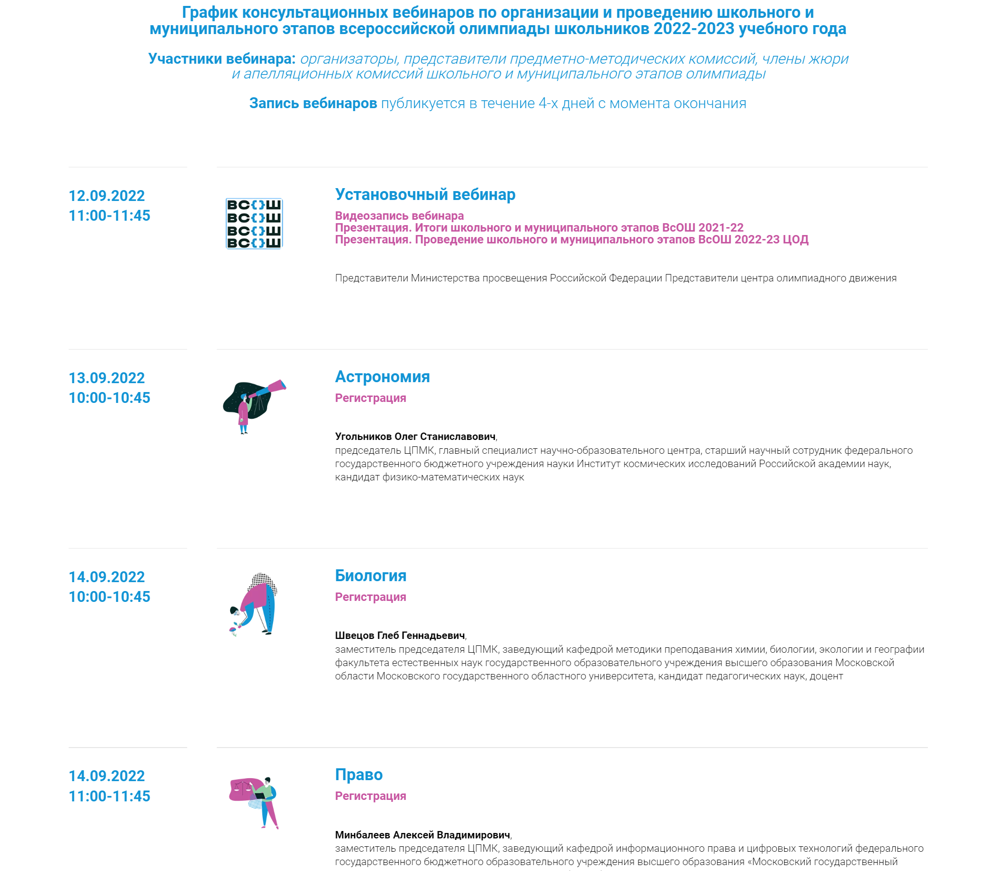 График консультационных вебинаров по организации и проведению школьного и
муниципального этапов всероссийской олимпиады школьников 2022-2023 учебного года
Участники вебинара: организаторы, представители предметно-методических комиссий, члены жюри
и апелляционных комиссий школьного и муниципального этапов олимпиады
Запись вебинаров публикуется в течение 4-х дней с момента окончания
12.09.2022
11:00-11:45
ВС{}Ш
ВС{}Ш
ВС{}Ш
ВС{}Ш
Установочный вебинар
Видеозапись вебинара
Презентация. Итоги школьного и муниципального этапов ВсОШ 2021-22
Презентация. Проведение школьного и муниципального этапов ВсОШ 2022-23 ЦОД
Представители Министерства просвещения Российской Федерации Представители центра олимпиадного движения
13.09.2022
10:00-10:45
Астрономия
Регистрация
Угольников Олег Станиславович,
председатель ЦПМК, главный специалист научно-образовательного центра, старший научный сотрудник федерального
государственного бюджетного учреждения науки Институт космических исследований Российской академии наук,
кандидат физико-математических наук
14.09.2022
10:00-10:45
Биология
Регистрация
Швецов Глеб Геннадьевич,
заместитель председателя ЦПМК, заведующий кафедрой методики преподавания химии, биологии, экологии и географии
факультета естественных наук государственного образовательного учреждения высшего образования Московской
области Московского государственного областного университета, кандидат педагогических наук, доцент
14.09.2022
11:00-11:45
Право
Регистрация
Минбалеев Алексей Владимирович,
заместитель председателя ЦПМК, заведующий кафедрой информационного права и цифровых технологий федерального
государственного бюджетного образовательного учреждения высшего образования «Московский государственный